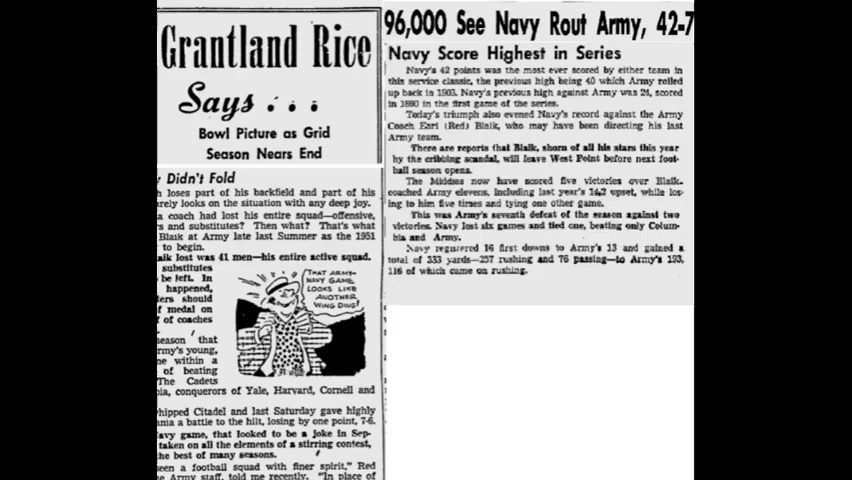 Grantland Rice
Says . . .
Bowl Picture as Grid
Season Nears End
y Didn't Fold
h loses part of his backfield and part of his
arely looks on the situation with any deep joy.
a coach had lost his entire squad—offensive,
rs and substitutes? Then what? That's what
Blaik at Army late last Summer as the 1951
to begin.
aik lost was 41 men—his entire active squad.
substitutes
be left. In
happened,
ders should
f medal on
f of coaches
season that
rmy's young,
ne within a
of beating
The Cadets
bia, conquerors of Yale, Harvard, Cornell and
whipped Citadel and last Saturday gave highly
ania a battle to the hilt, losing by one point, 7-6.
Navy game, that looked to be a joke in Sep-
taken on all the elements of a stirring contest,
the best of many seasons.
seen a football squad with finer spirit," Red
e Army staff, told me recently. "In place of
THAT ARMY-
NAVY GAME
LOOKS LIKE
ANOTHER
WING DING!
96,000 See Navy Rout Army, 42-7
Navy Score Highest in Series
Navy's 42 points was the most ever scored by either team in
this service classic, the previous high being 40 which Army rolled
up back in 1903. Navy's previous high against Army was 24, scored
in 1890 in the first game of the series.
Today's triumph also evened Navy's record against the Army
Coach Earl (Red) Blaik, who may have been directing his last
Army team.
There are reports that Blaik, shorn of all his stars this year
by the cribbing scandal, will leave West Point before next foot-
ball season opens.
The Middies now have scored five victories over Blaik-
coached Army elevens, including last year's 14-2 upset, while los-
ing to him five times and tying one other game.
This was Army's seventh defeat of the season against two
victories. Navy lost six games and tied one, beating only Colum-
bia and Army.
Navy registered 16 first downs to Army's 13 and gained a
total of 333 yards—257 rushing and 76 passing—to Army's 193,
116 of which came on rushing.